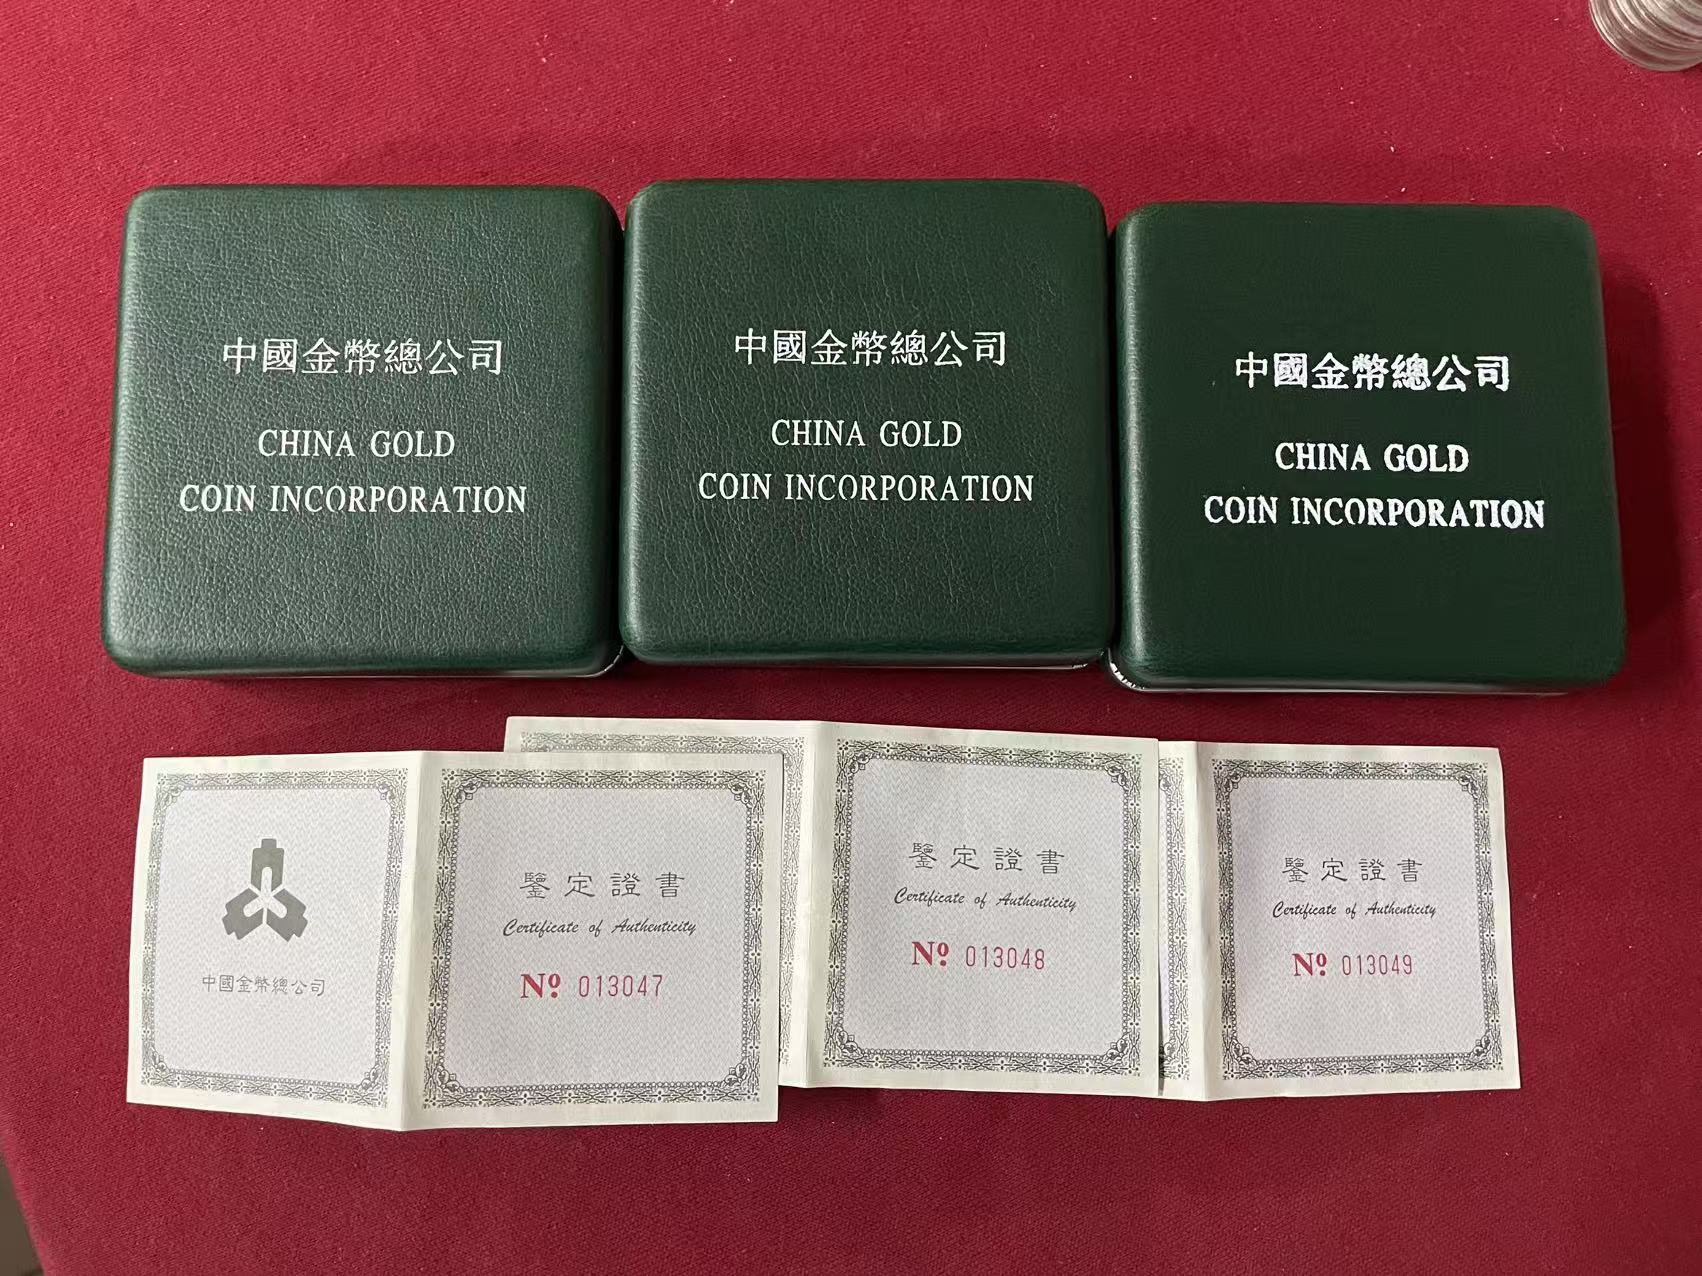 中國金幣總公司
CHINA GOLD
COIN INCORPORATION
中國金幣總公司
CHINA GOLD
COIN INCORPORATION
中國金幣總公司
CHINA GOLD
COIN INCORPORATION
中國金幣總公司
鑒定證書
Certificate of Authenticity
Nº 013047
鑒定證書
Certificate of Authenticity
Nº 013048
鑒定證書
Certificate of Authenticity
Nº 013049